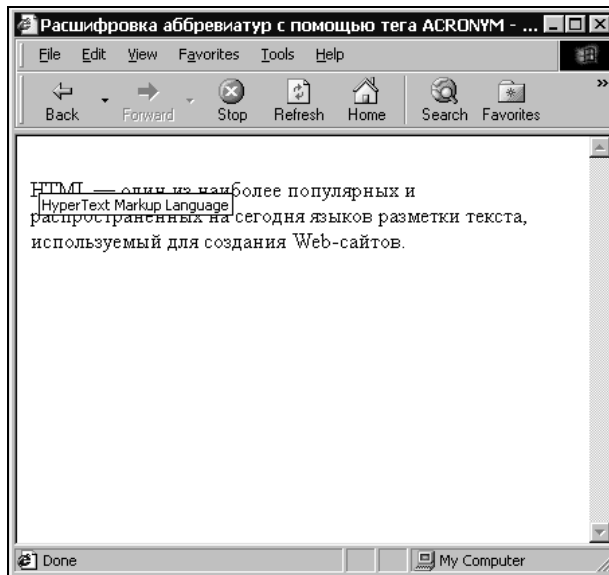 Расшифровка аббревиатур с помощью тега ACRONYM - ...
File Edit View Favorites Tools Help
Back Forward Stop Refresh Home Search Favorites »
HTML — один из наиболее популярных и
HyperText Markup Language
распространенных на сегодня языков разметки текста,
используемый для создания Web-сайтов.
Done My Computer